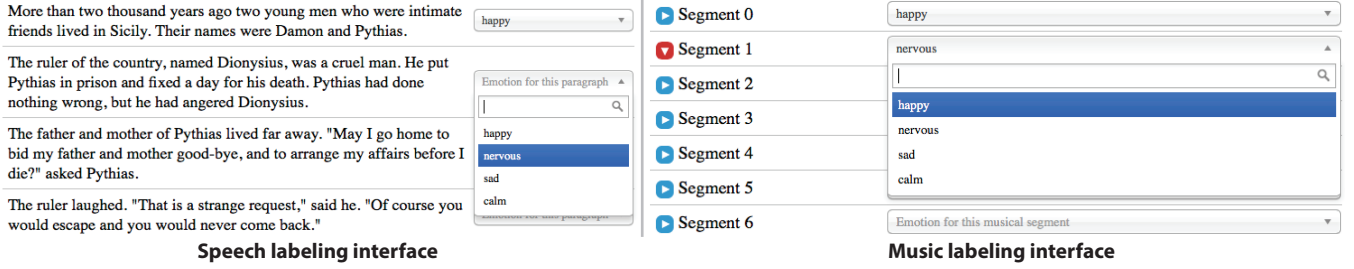 More than two thousand years ago two young men who were intimate
friends lived in Sicily. Their names were Damon and Pythias.
happy
The ruler of the country, named Dionysius, was a cruel man. He put
Pythias in prison and fixed a day for his death. Pythias had done
nothing wrong, but he had angered Dionysius.
Emotion for this paragraph
happy
nervous
sad
calm
The father and mother of Pythias lived far away. "May I go home to
bid my father and mother good-bye, and to arrange my affairs before I
die?" asked Pythias.
The ruler laughed. "That is a strange request," said he. "Of course you
would escape and you would never come back."
Emotion for this paragraph
Speech labeling interface
Segment 0
happy
Segment 1
nervous
happy
nervous
sad
calm
Segment 2
Segment 3
Segment 4
Segment 5
Segment 6
Emotion for this musical segment
Music labeling interface